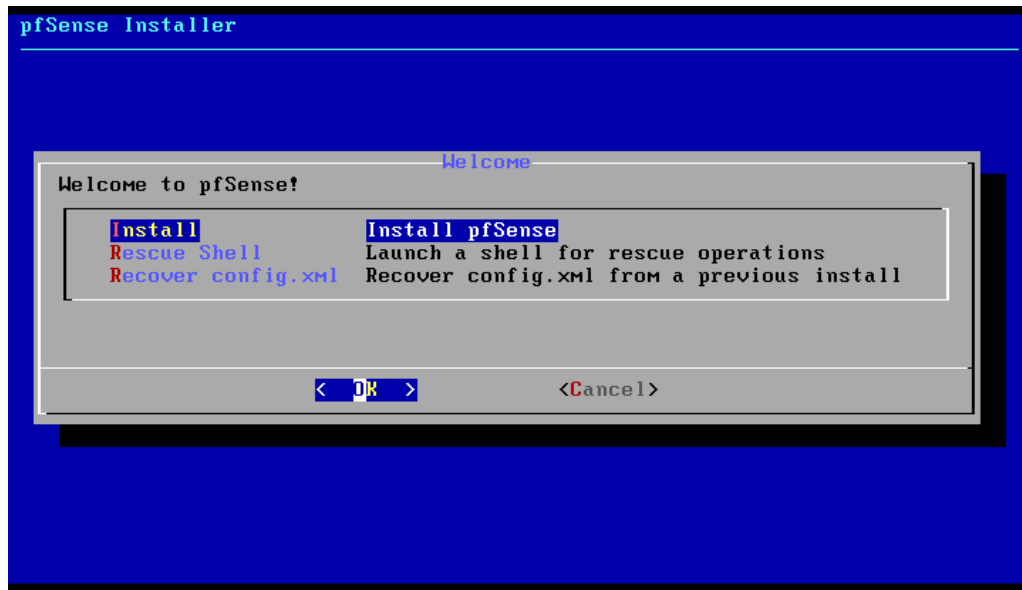 pfSense Installer
Welcome
Welcome to pfSense!
Install Install pfSense
Rescue Shell Launch a shell for rescue operations
Recover config.xml Recover config.xml from a previous install
< OK > <Cancel>